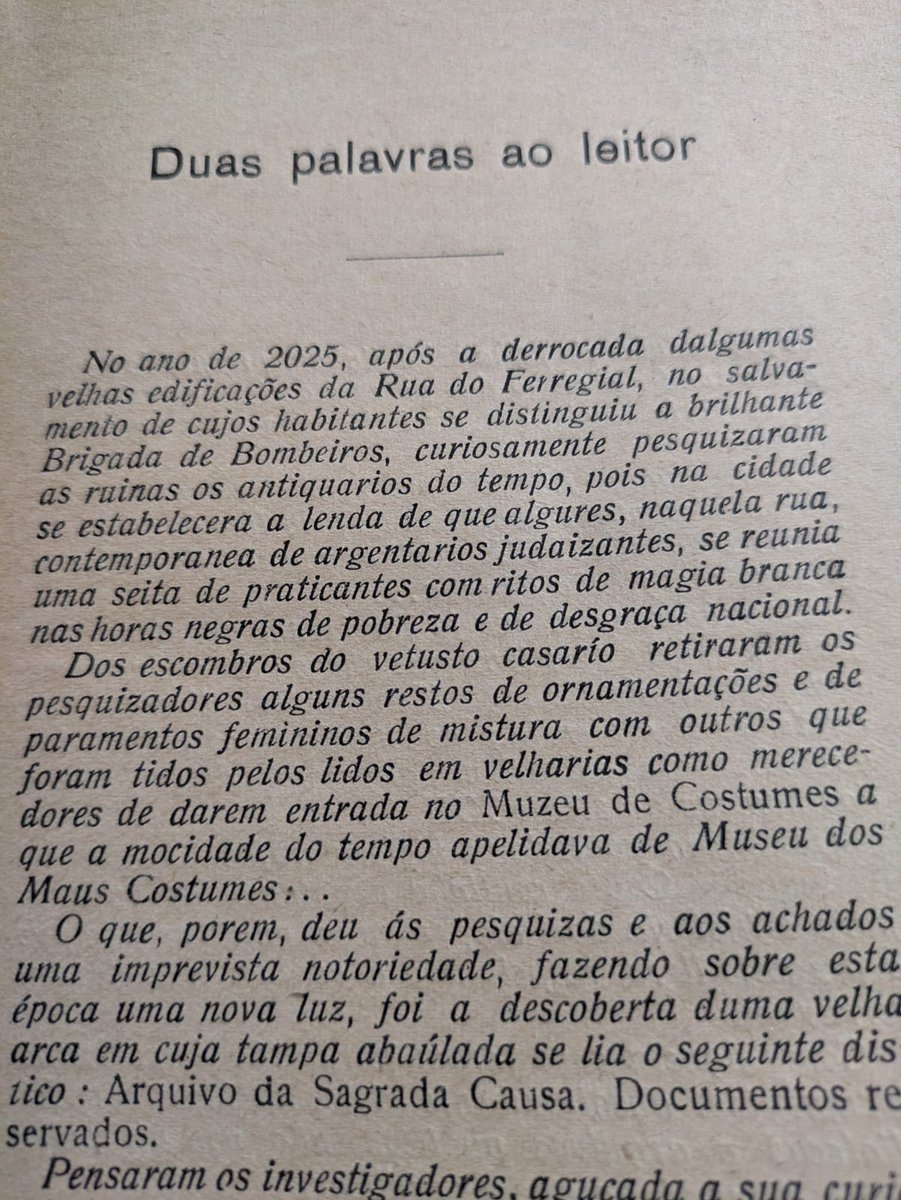 Duas palavras ao leitor
No ano de 2025, após a derrocada dalgumas
velhas edificações da Rua do Ferregial, no salva-
mento de cujos habitantes se distinguiu a brilhante
Brigada de Bombeiros, curiosamente pesquizaram
as ruinas os antiquarios do tempo, pois na cidade
se estabelecera a lenda de que algures, naquela rua,
contemporanea de argentarios judaizantes, se reunia
uma seita de praticantes com ritos de magia branca
nas horas negras de pobreza e de desgraça nacional.
Dos escombros do vetusto casario retiraram os
pesquizadores alguns restos de ornamentações e de
paramentos femininos de mistura com outros que
foram tidos pelos lidos em velharias como merece-
dores de darem entrada no Muzeu de Costumes a
que a mocidade do tempo apelidava de Museu dos
Maus Costumes...
O que, porem, deu ás pesquizas e aos achados
uma imprevista notoriedade, fazendo sobre esta
época uma nova luz, foi a descoberta duma velha
arca em cuja tampa abaúlada se lia o seguinte dis
tico: Arquivo da Sagrada Causa. Documentos re
servados.
Pensaram os investigadores, aguçada a sua curi